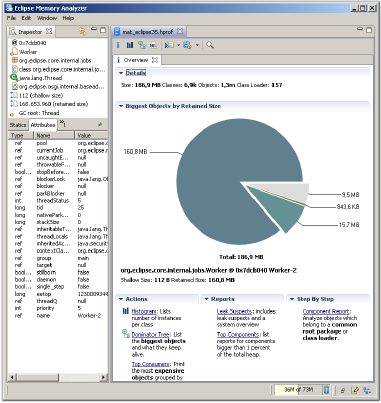 Eclipse Memory Analyzer
File Edit Window Help
Inspector
0x7dcb040
Worker
org.eclipse.core.internal.jobs
class org.eclipse.core.internal.jo...
java.lang.Thread
org.eclipse.osgi.internal.basead...
112 (shallow size)
168.653.960 (retained size)
GC root: Thread
Statics Attributes
Type Name Value
ref pool org.eclipse.
ref currentJob org.eclipse.
ref uncaughtE... null
ref throwableF... null
bool... stopBefore... false
ref blockerLock java.lang.Ob
ref blocker null
ref parkBlocker null
int threadStatus 5
long tid 25
long nativePark... 0
long stackSize 0
ref inheritableT... java.lang.Th
ref threadLocals java.lang.Th
ref inheritedAc... java.security
ref contextCla... org.eclipse.
ref group main
ref target null
bool... stillborn false
bool... daemon false
bool... single_step false
long eetop 1230009344
ref threadQ null
int priority 5
ref name Worker-2
mat_eclipse35.hprof
Overview
Details
Size: 186,9 MB Classes: 6,9k Objects: 1,3m Class Loader: 157
Biggest Objects by Retained Size
160,8 MB
9,5 MB
843,6 KB
15,7 MB
Total: 186,9 MB
org.eclipse.core.internal.jobs.Worker @ 0x7dcb040 Worker-2
Shallow Size: 112 B Retained Size: 160,8 MB
Actions
Histogram: Lists
number of instances
per class
Dominator Tree: List
the biggest objects
and what they keep
alive.
Top Consumers: Print
the most expensive
objects grouped by
Reports
Leak Suspects: includes
leak suspects and a
system overview
Top Components: list
reports for components
bigger than 1 percent
of the total heap.
Step By Step
Component Report:
Analyze objects which
belong to a common
root package or
class loader.
36M of 73M